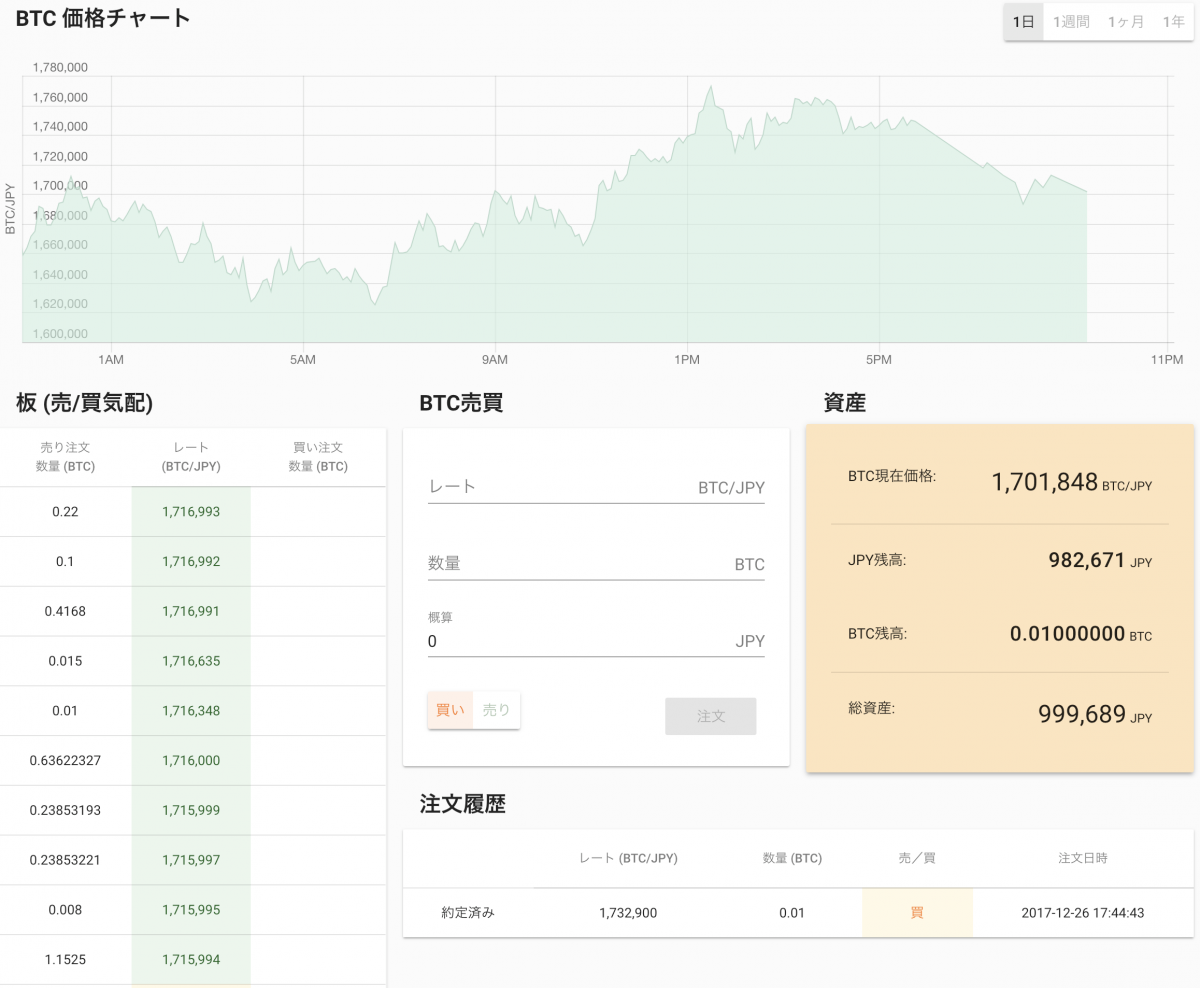 BTC 価格チャート
1日 1週間 1ヶ月 1年
1,780,000
1,760,000
1,740,000
1,720,000
1,700,000
1,680,000
1,660,000
1,640,000
1,620,000
1,600,000
BTC/JPY
1AM 5AM 9AM 1PM 5PM 11PM
板 (売/買気配)
売り注文 レート 買い注文
数量 (BTC) (BTC/JPY) 数量 (BTC)
0.22 1,716,993
0.1 1,716,992
0.4168 1,716,991
0.015 1,716,635
0.01 1,716,348
0.63622327 1,716,000
0.23853193 1,715,999
0.23853221 1,715,997
0.008 1,715,995
1.1525 1,715,994
BTC売買
レート BTC/JPY
数量 BTC
概算
0 JPY
買い 売り 注文
資産
BTC現在価格: 1,701,848 BTC/JPY
JPY残高: 982,671 JPY
BTC残高: 0.01000000 BTC
総資産: 999,689 JPY
注文履歴
レート (BTC/JPY) 数量 (BTC) 売／買 注文日時
約定済み 1,732,900 0.01 買 2017-12-26 17:44:43